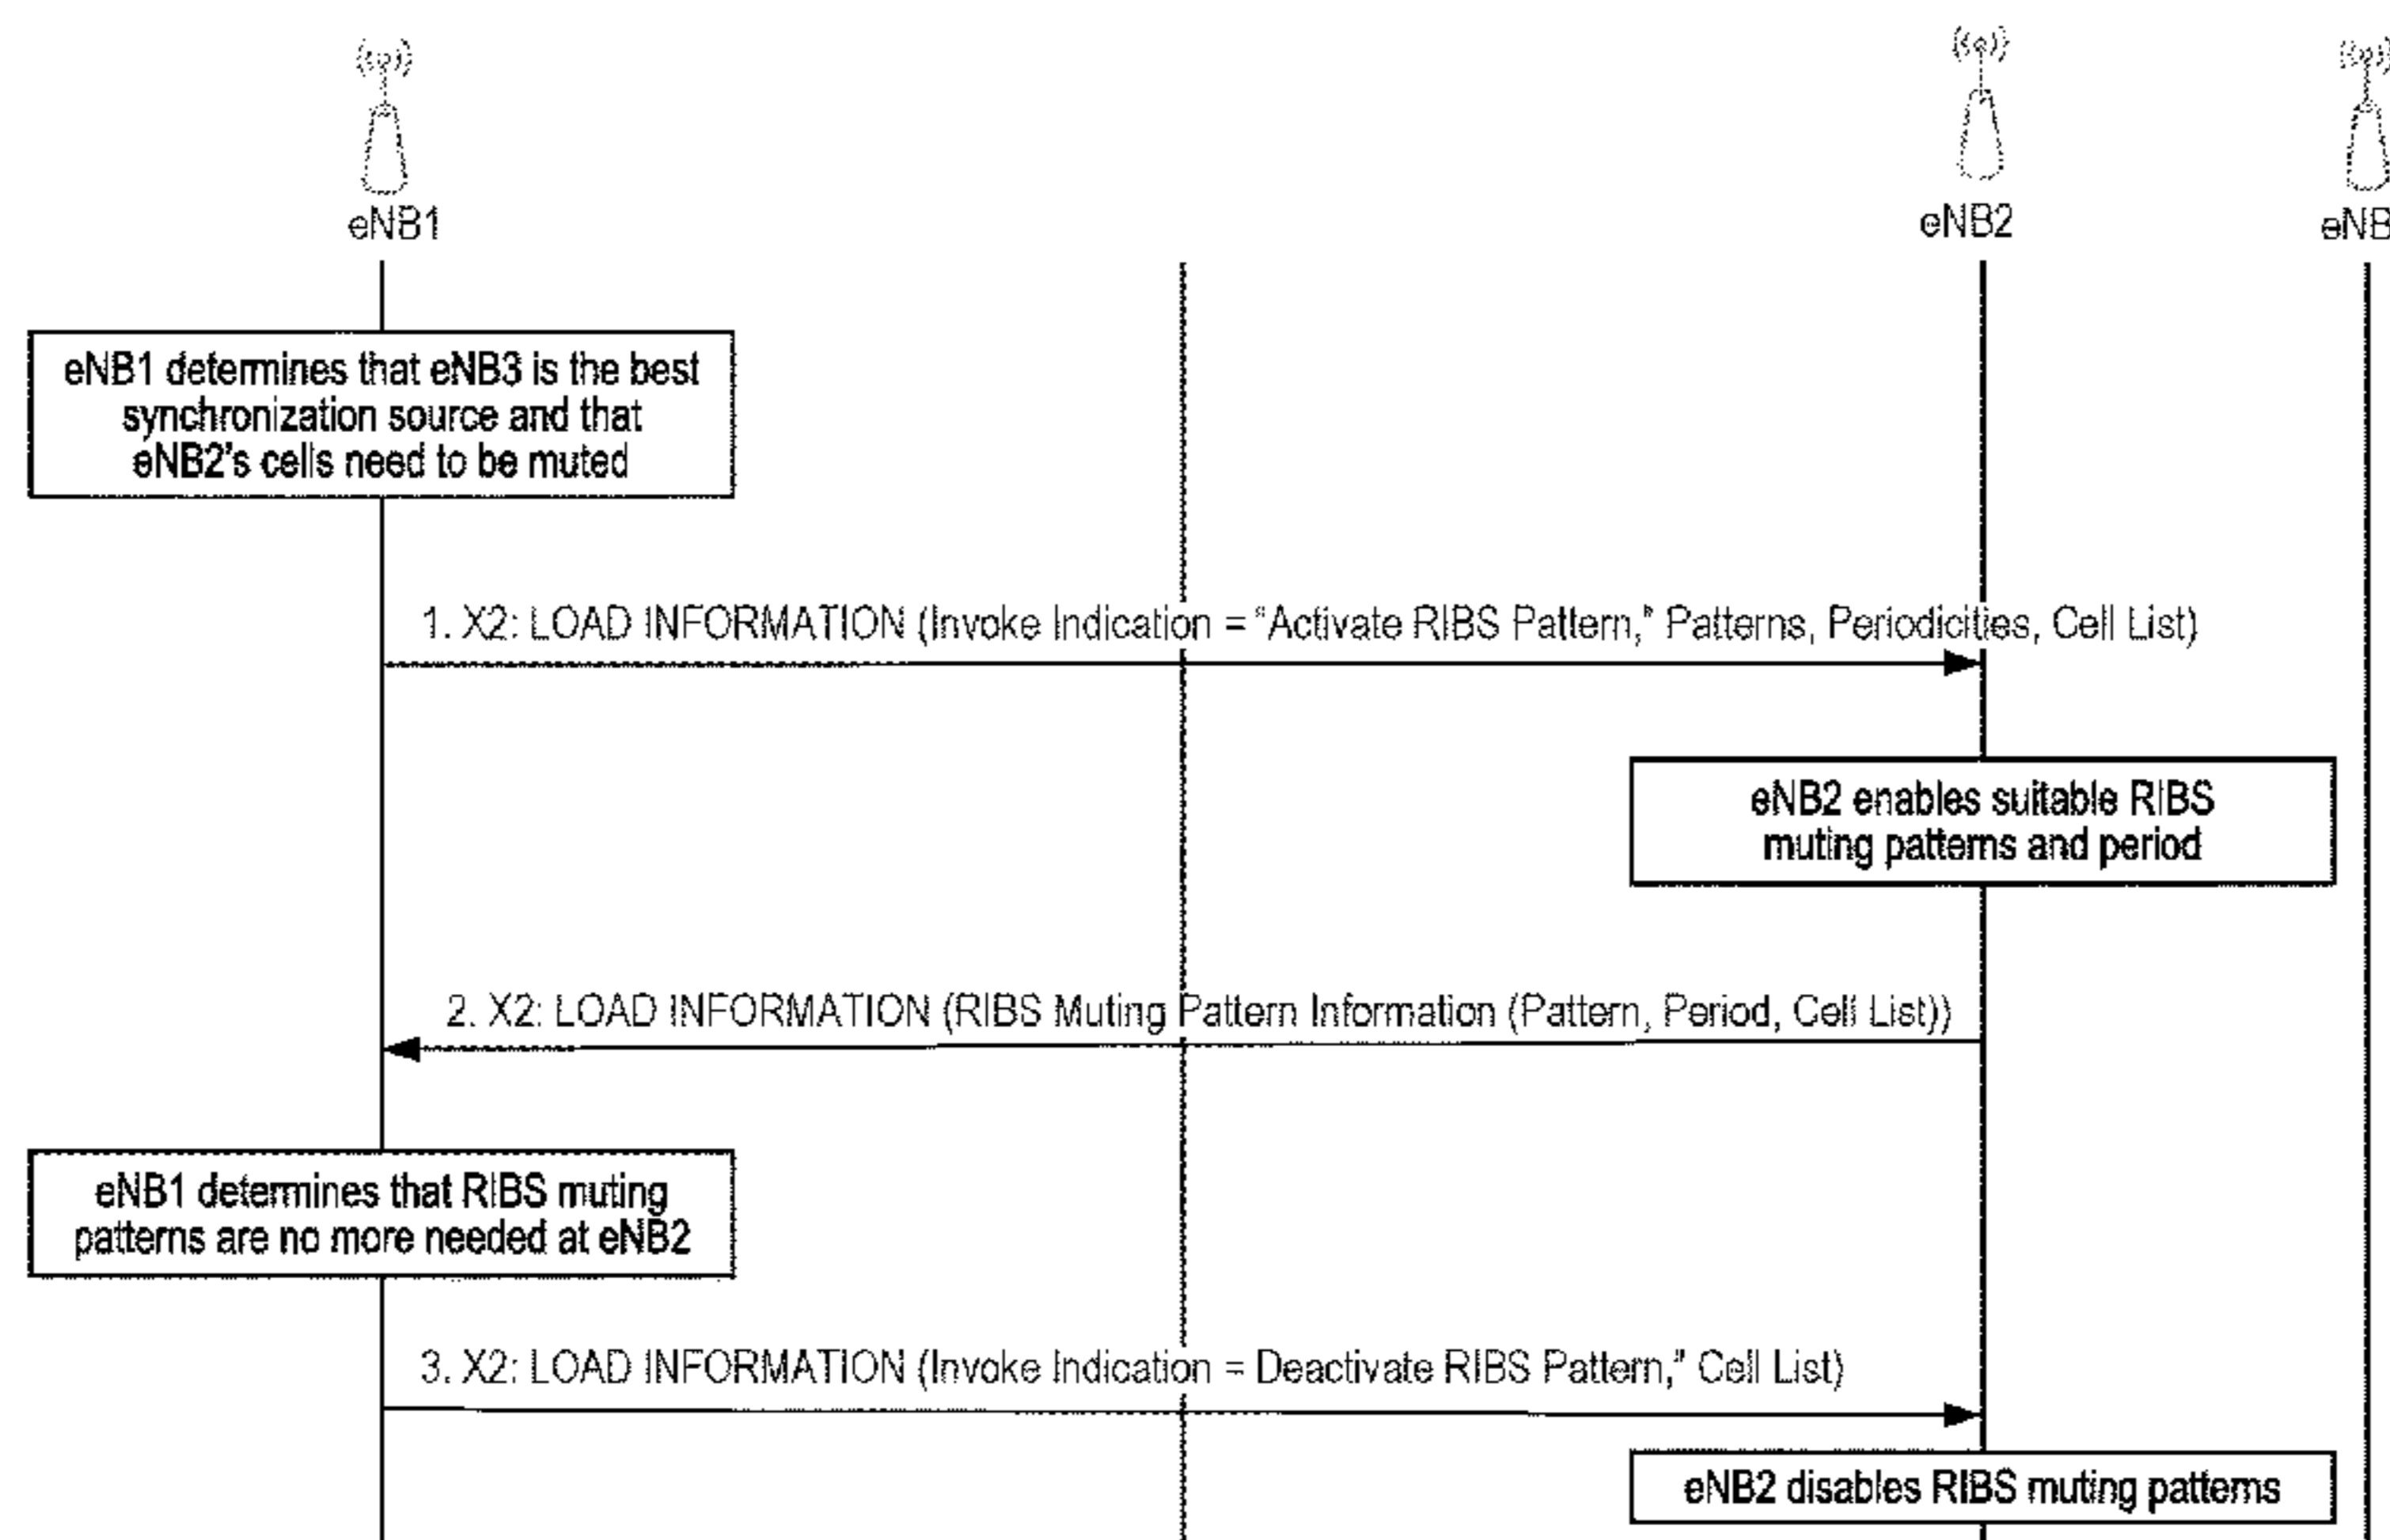 eNB1
eNB2
eNB
eNB1 determines that eNB3 is the best
synchronization source and that
eNB2's cells need to be muted
1. X2: LOAD INFORMATION (Invoke Indication = "Activate RIBS Pattern," Patterns, Periodicities, Cell List)
eNB2 enables suitable RIBS
muting patterns and period
2. X2: LOAD INFORMATION (RIBS Muting Pattern Information (Pattern, Period, Cell List))
eNB1 determines that RIBS muting
patterns are no more needed at eNB2
3. X2: LOAD INFORMATION (Invoke Indication = Deactivate RIBS Pattern," Cell List)
eNB2 disables RIBS muting patterns